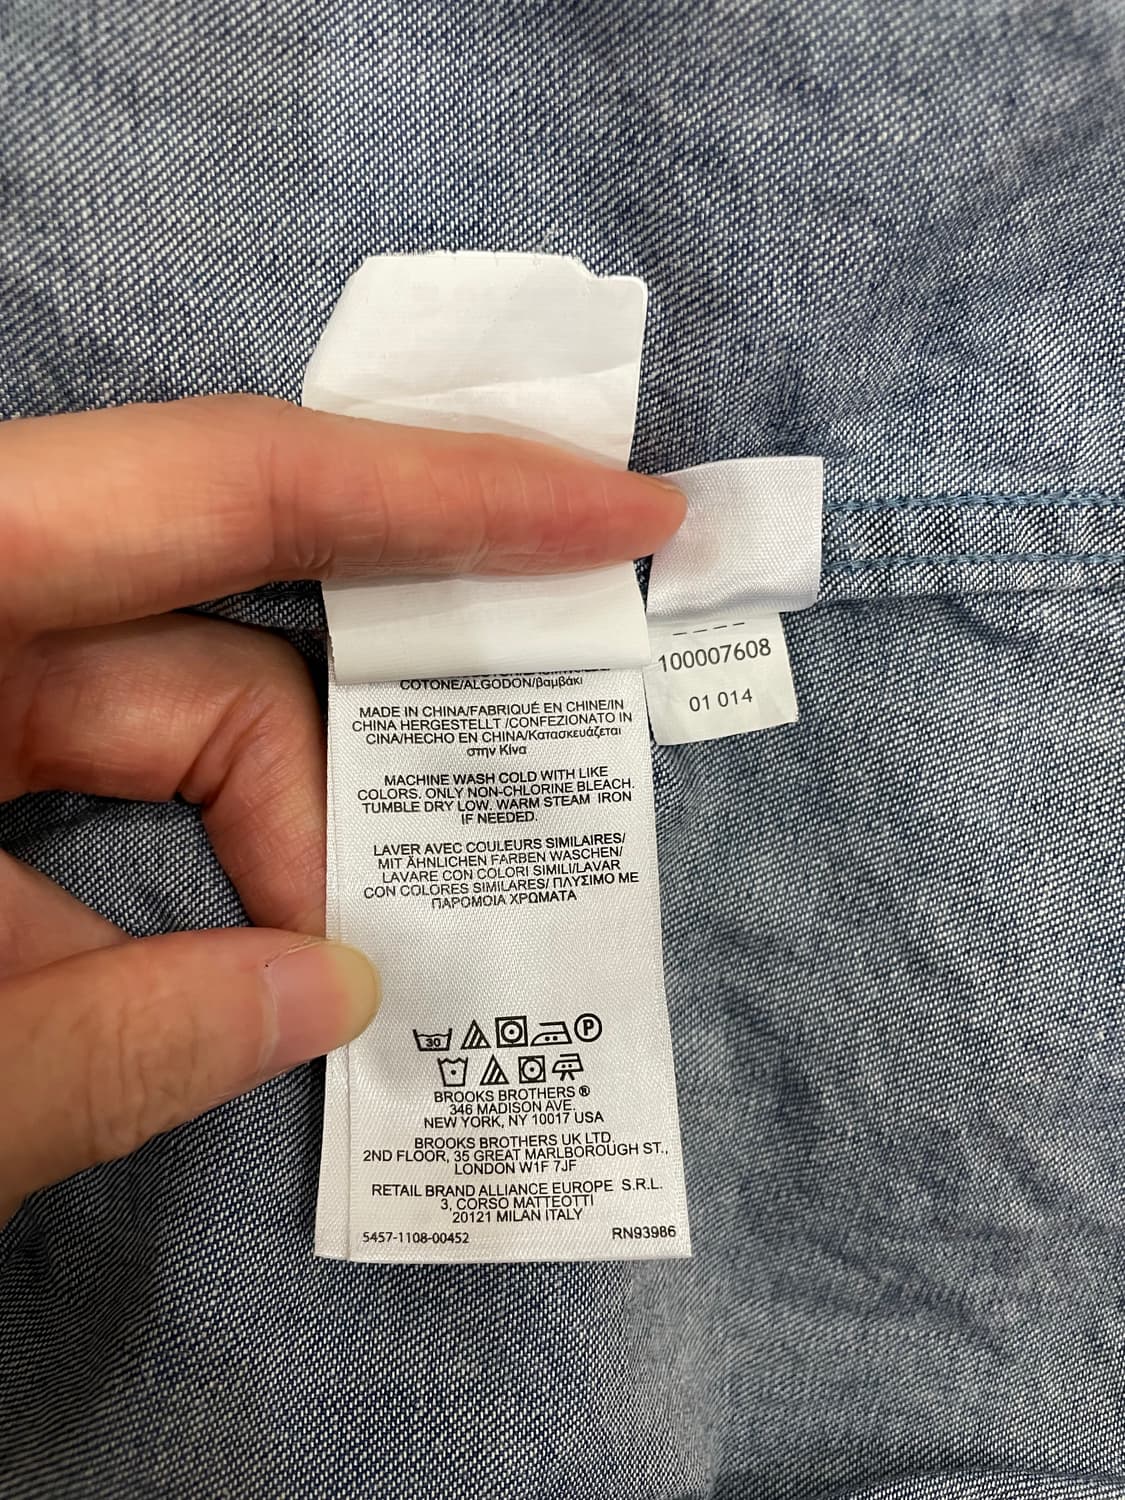 COTONE/ALGODÓN/βαμβάκι
MADE IN CHINA/FABRIQUÉ EN CHINE/IN
CHINA HERGESTELLT /CONFEZIONATO IN
CINA/HECHO EN CHINA/Κατασκευάζεται
στην Κίνα
MACHINE WASH COLD WITH LIKE
COLORS. ONLY NON-CHLORINE BLEACH.
TUMBLE DRY LOW. WARM STEAM IRON
IF NEEDED.
LAVER AVEC COULEURS SIMILAIRES/
MIT ÄHNLICHEN FARBEN WASCHEN/
LAVARE CON COLORI SIMILI/LAVAR
CON COLORES SIMILARES/ ΠΛΥΣΙΜΟ ΜΕ
ΠΑΡΟΜΟΙΑ ΧΡΩΜΑΤΑ
30 P
BROOKS BROTHERS ®
346 MADISON AVE.
NEW YORK, NY 10017 USA
BROOKS BROTHERS UK LTD.
2ND FLOOR, 35 GREAT MARLBOROUGH ST.,
LONDON W1F 7JF
RETAIL BRAND ALLIANCE EUROPE S.R.L.
3, CORSO MATTEOTTI
20121 MILAN ITALY
5457-1108-00452 RN93986
100007608
01 014